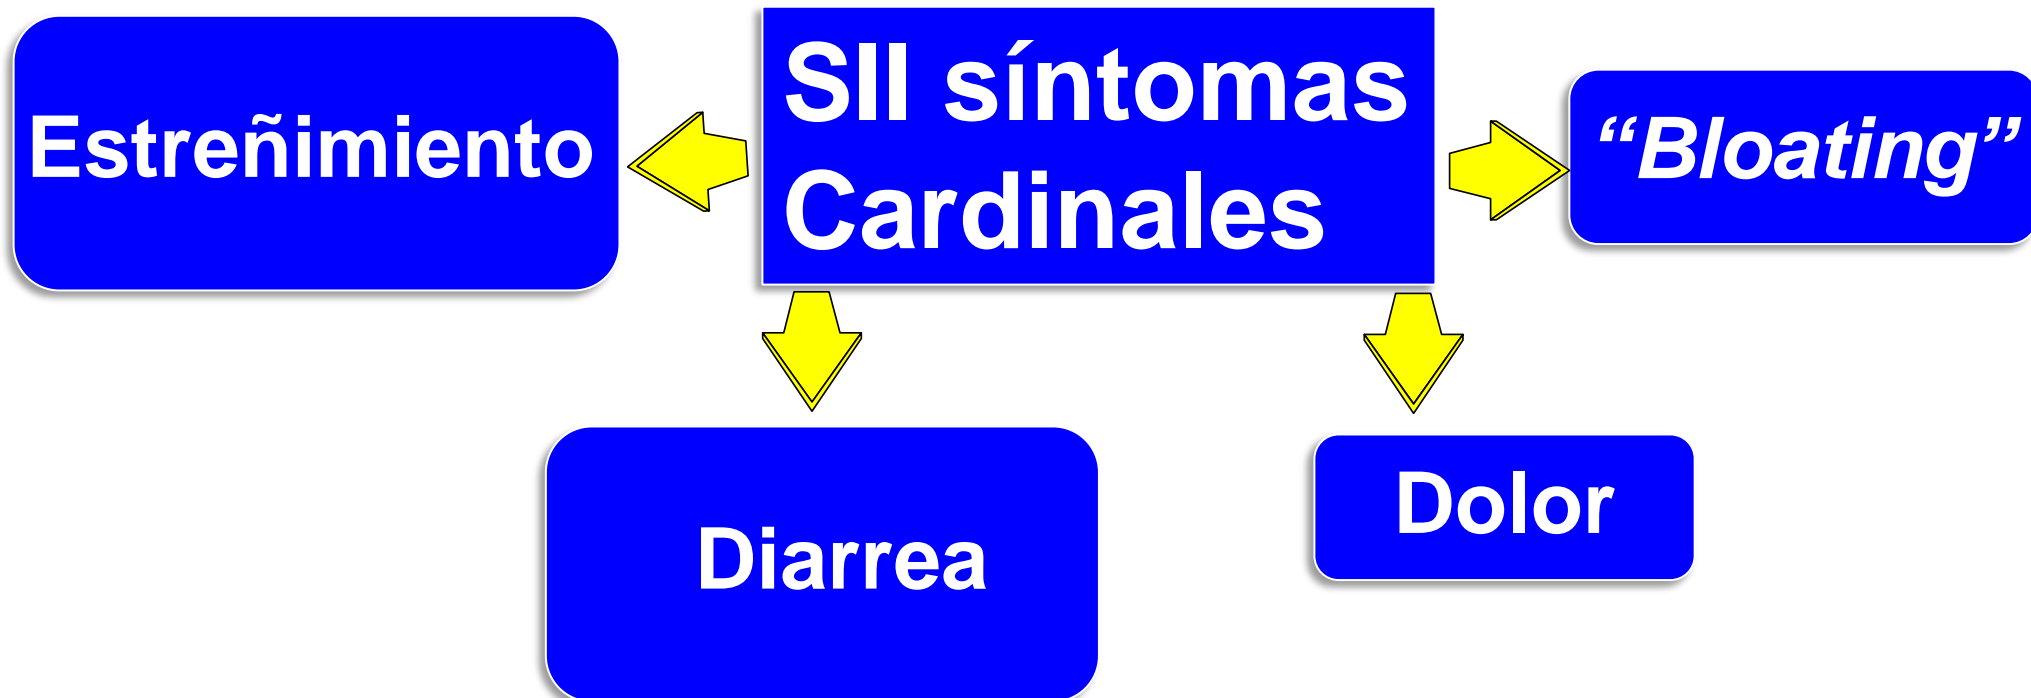 SII síntomas
Cardinales
Estreñimiento
“Bloating”
Diarrea
Dolor